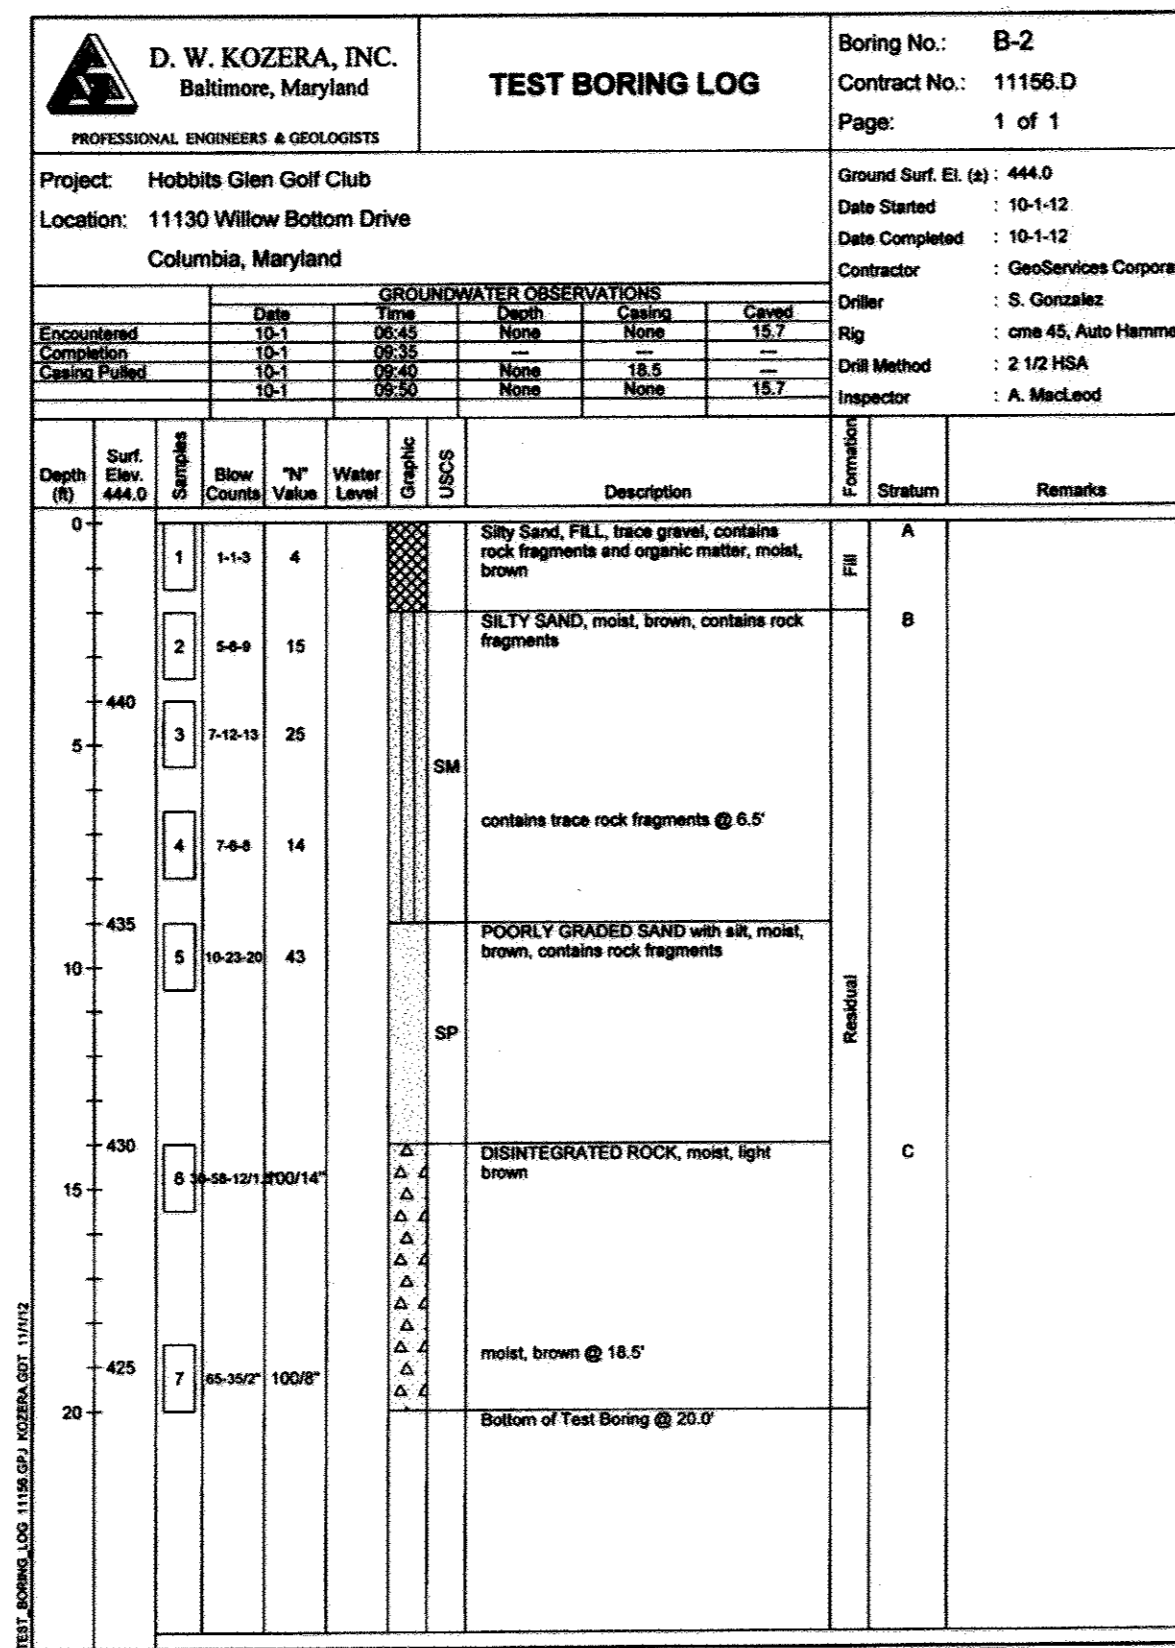 D. W. KOZERA, INC.
Baltimore, Maryland
PROFESSIONAL ENGINEERS & GEOLOGISTS
TEST BORING LOG
Boring No.: B-2
Contract No.: 11156.D
Page: 1 of 1
Project: Hobbits Glen Golf Club
Location: 11130 Willow Bottom Drive
Columbia, Maryland
Ground Surf. El. (±) : 444.0
Date Started : 10-1-12
Date Completed : 10-1-12
Contractor : GeoServices Corpora
Driller : S. Gonzalez
Rig : cme 45, Auto Hamme
Drill Method : 2 1/2 HSA
Inspector : A. MacLeod
GROUNDWATER OBSERVATIONS
Date Time Depth Casing Caved
Encountered 10-1 06:45 None None 15.7
Completion 10-1 09:35 --- --- ---
Casing Pulled 10-1 09:40 None 18.5 ---
10-1 09:50 None None 15.7
Depth (ft) Surf. Elev. 444.0 Samples Blow Counts "N" Value Water Level Graphic USCS Description Formation Stratum Remarks
0 Silty Sand, FILL, trace gravel, contains A
1 1-1-3 4 rock fragments and organic matter, moist, Fill
brown
SILTY SAND, moist, brown, contains rock B
2 5-6-9 15 fragments
440
5 3 7-12-13 25
SM
contains trace rock fragments @ 6.5'
4 14
435 POORLY GRADED SAND with silt, moist,
10 5 10-23-20 43 brown, contains rock fragments
SP Residual
430 DISINTEGRATED ROCK, moist, light C
15 6 100/14" brown
moist, brown @ 18.5'
425 7 65-35/2" 100/8"
20 Bottom of Test Boring @ 20.0'
TEST_BORING_LOG 11156.GPJ KOZERA.GDT 11/1/12